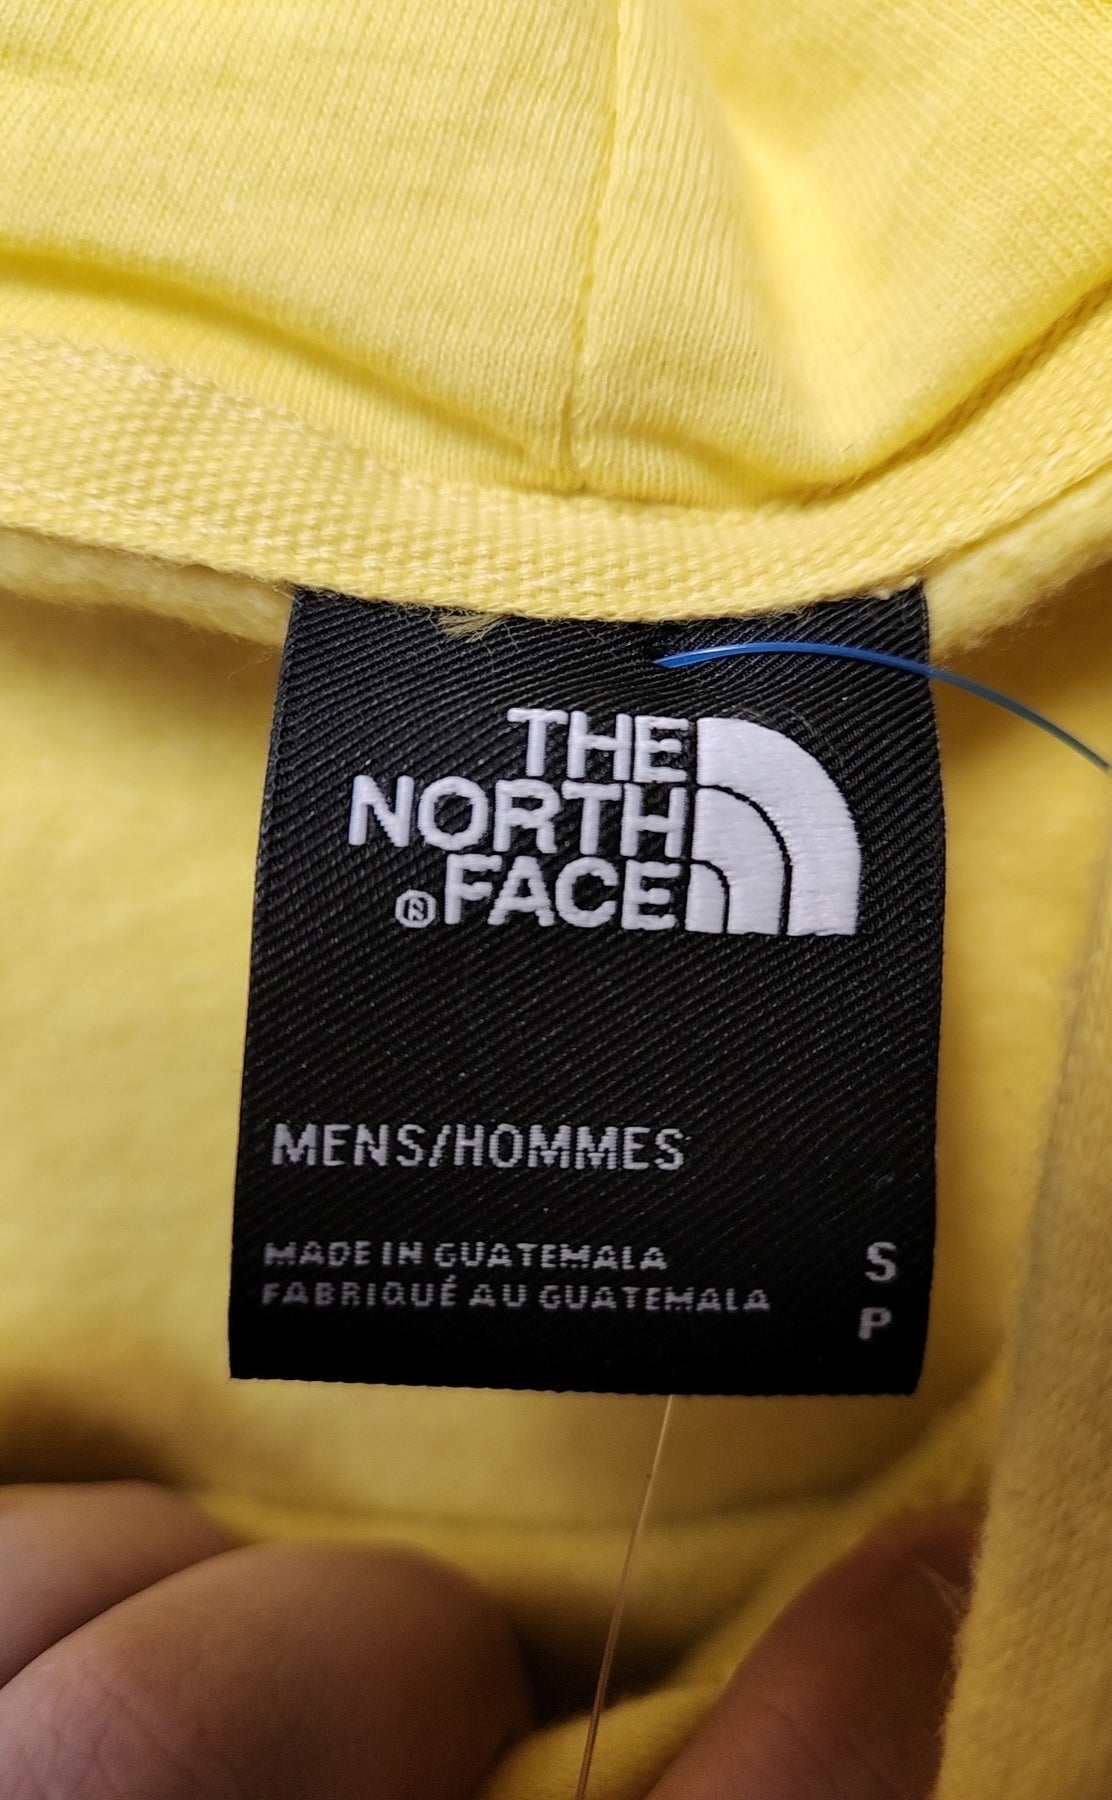 THE
NORTH
®FACE
MENS/HOMMES
MADE IN GUATEMALA
FABRIQUÉ AU GUATEMALA
S
P